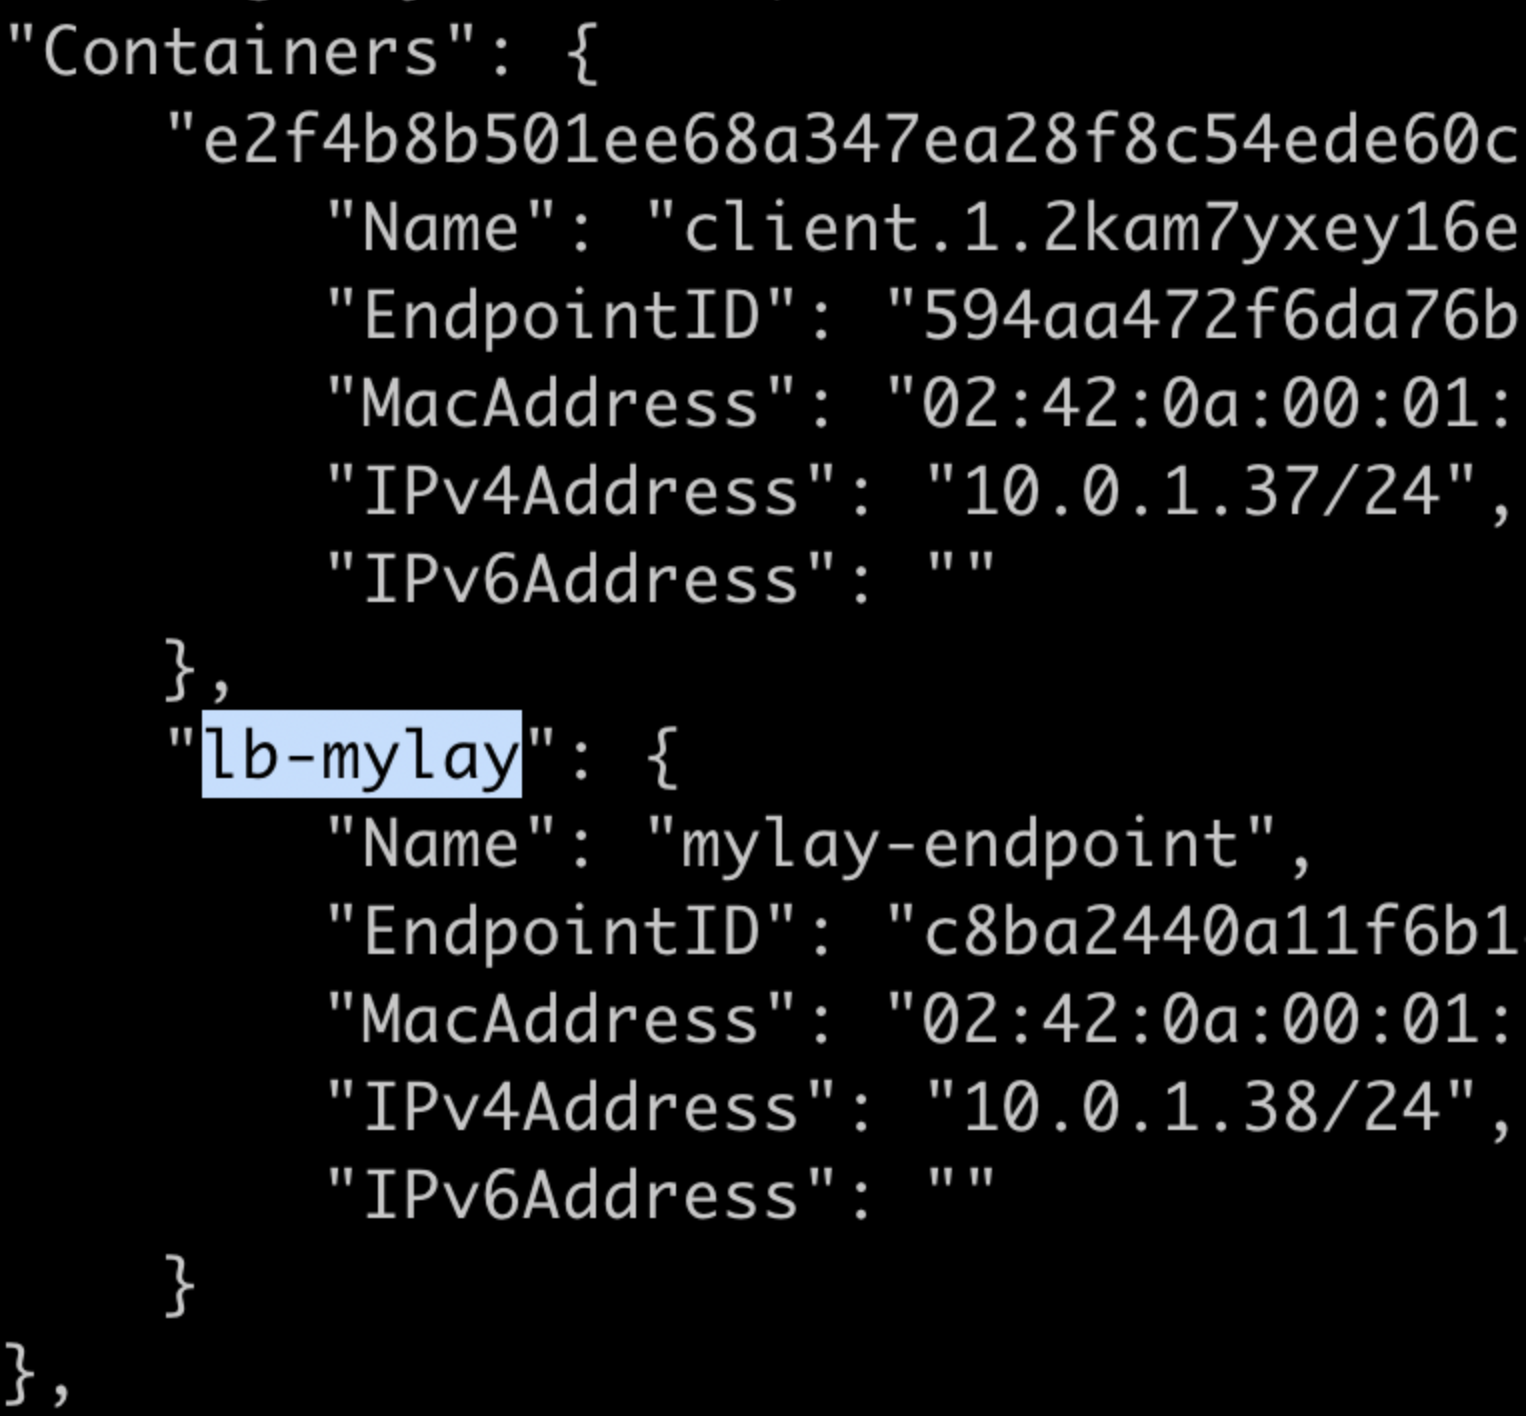 "Containers": {
"e2f4b8b501ee68a347ea28f8c54ede60c
"Name": "client.1.2kam7yxey16e
"EndpointID": "594aa472f6da76b
"MacAddress": "02:42:0a:00:01:
"IPv4Address": "10.0.1.37/24",
"IPv6Address": ""
},
"lb-mylay": {
"Name": "mylay-endpoint",
"EndpointID": "c8ba2440a11f6b1
"MacAddress": "02:42:0a:00:01:
"IPv4Address": "10.0.1.38/24",
"IPv6Address": ""
}
},